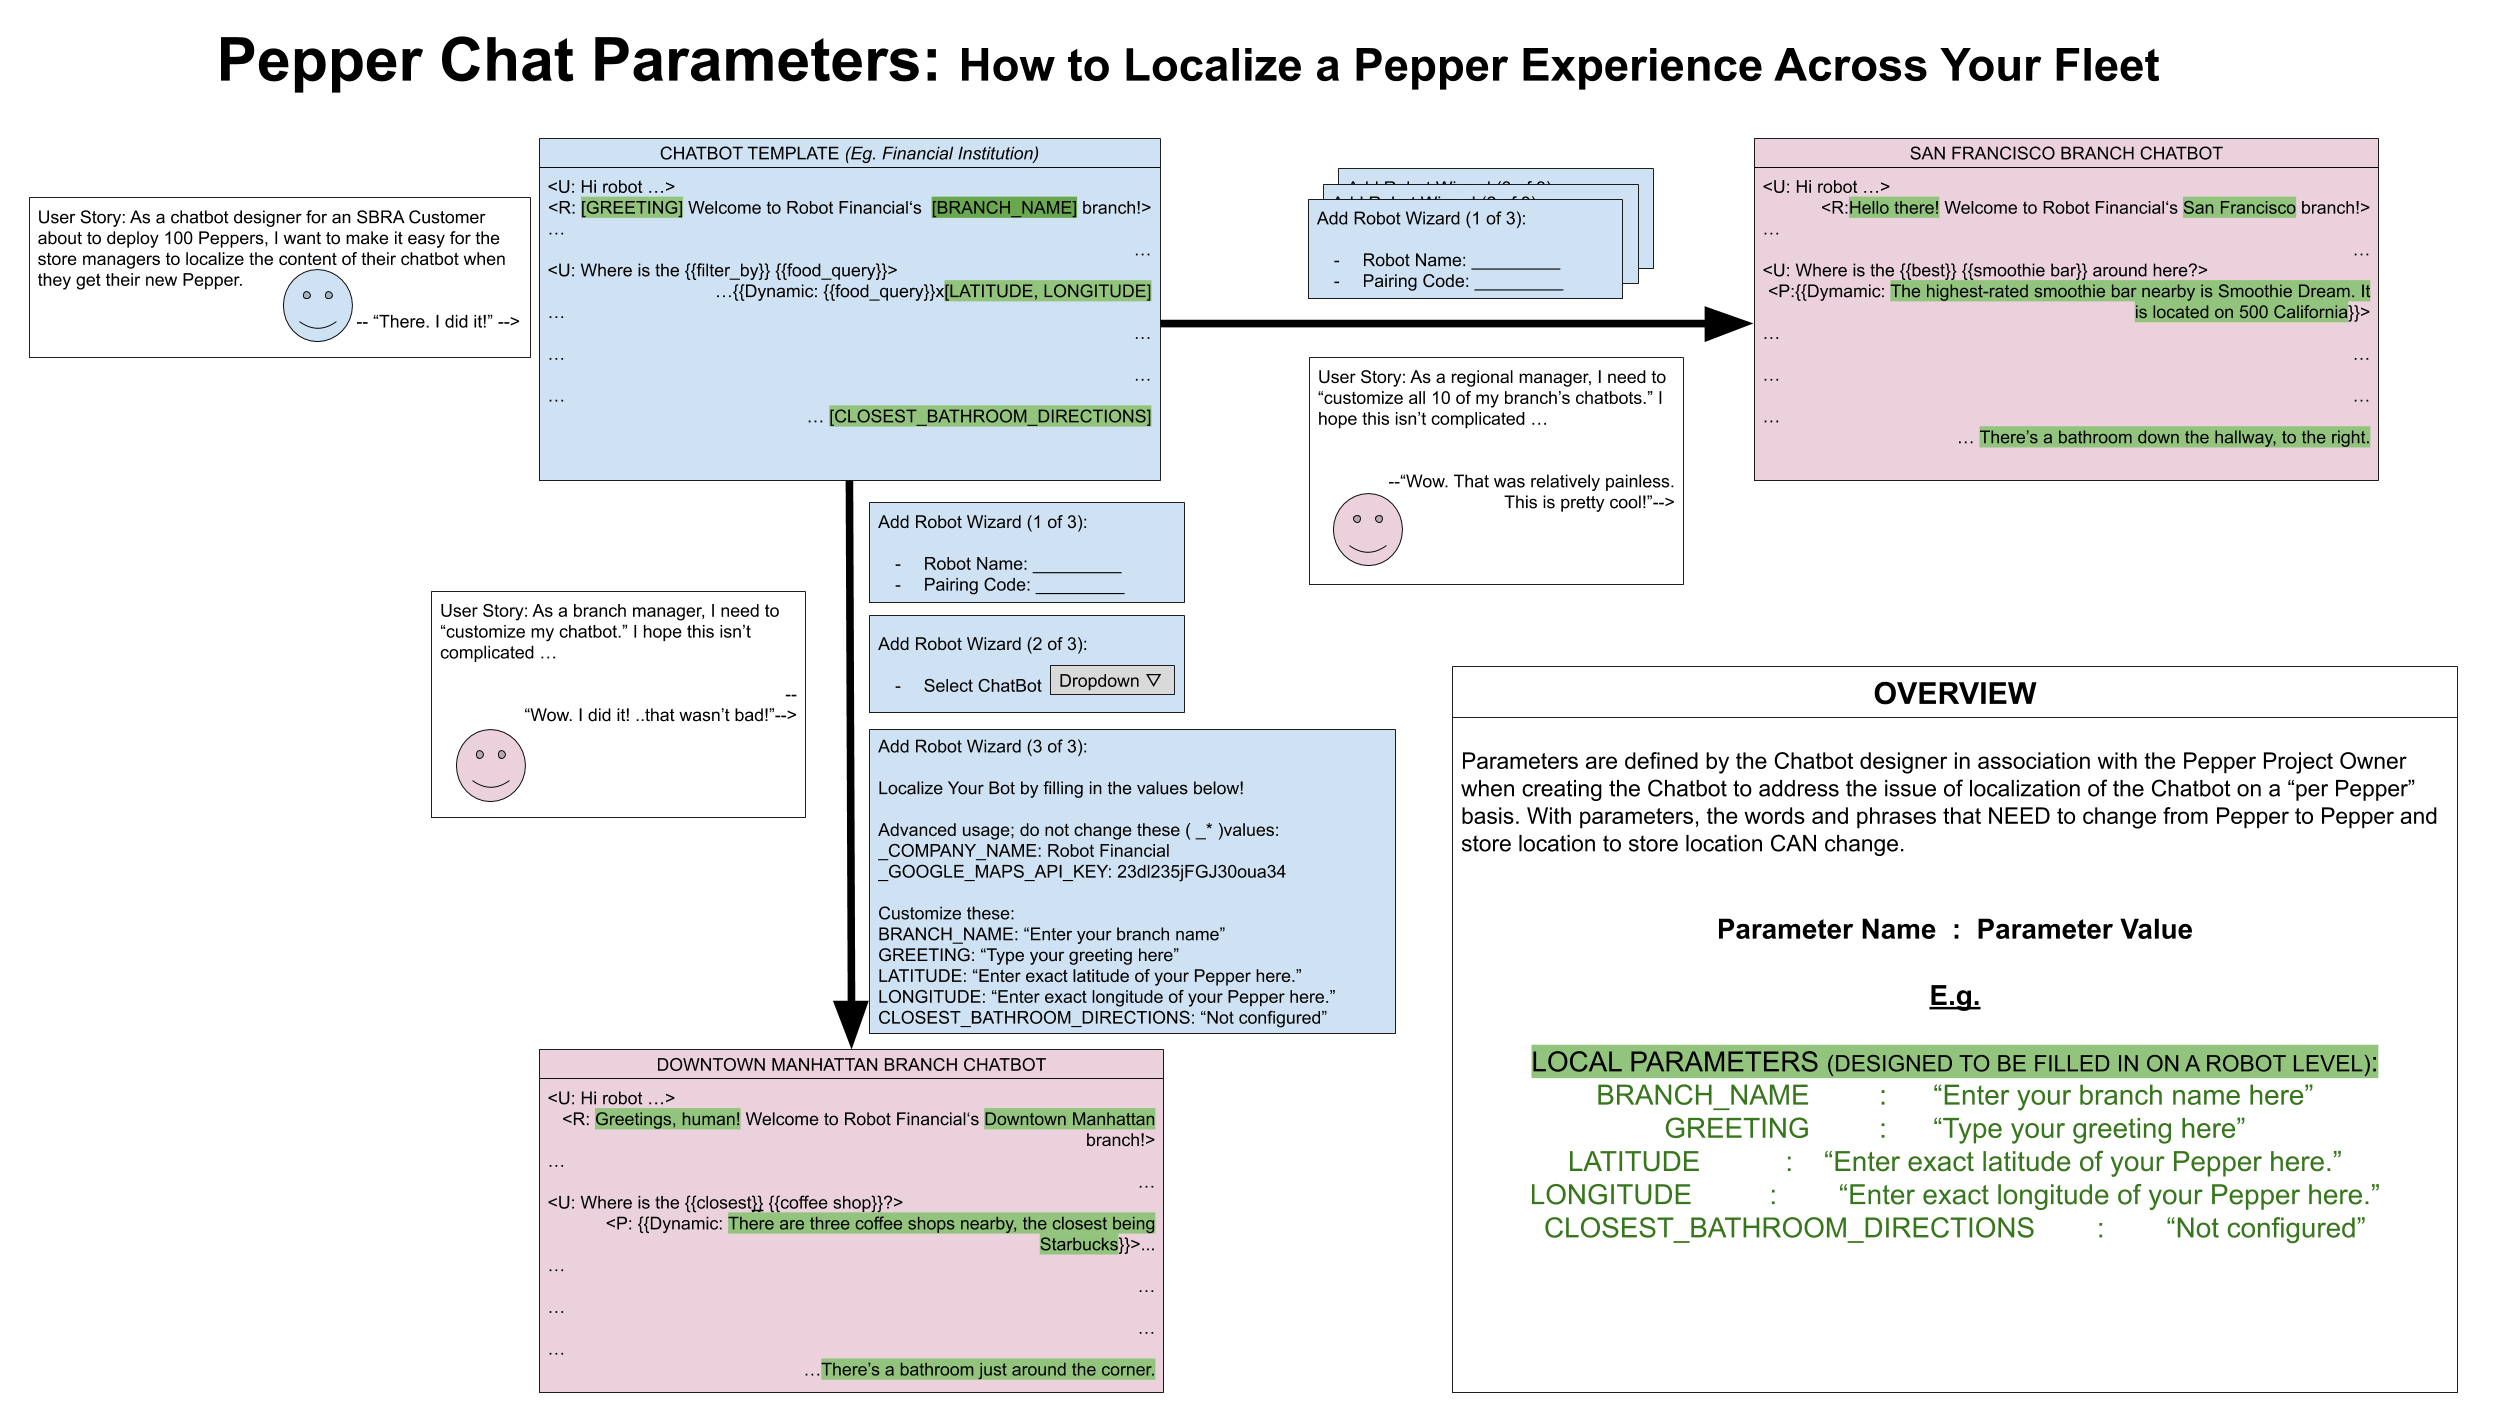 Pepper Chat Parameters: How to Localize a Pepper Experience Across Your Fleet
User Story: As a chatbot designer for an SBRA Customer
about to deploy 100 Peppers, I want to make it easy for the
store managers to localize the content of their chatbot when
they get their new Pepper.
-- “There. I did it!” -->
CHATBOT TEMPLATE (Eg. Financial Institution)
<U: Hi robot …>
<R: [GREETING] Welcome to Robot Financial‘s [BRANCH_NAME] branch!>
…
…
<U: Where is the {{filter_by}} {{food_query}}>
…{{Dynamic: {{food_query}}x[LATITUDE, LONGITUDE]
…
…
…
…
…
… [CLOSEST_BATHROOM_DIRECTIONS]
Add Robot Wizard (3 of 3):
Add Robot Wizard (2 of 3):
Add Robot Wizard (1 of 3):
- Robot Name: _________
- Pairing Code: _________
User Story: As a regional manager, I need to
“customize all 10 of my branch’s chatbots.” I
hope this isn’t complicated …
--“Wow. That was relatively painless.
This is pretty cool!”-->
SAN FRANCISCO BRANCH CHATBOT
<U: Hi robot …>
<R:Hello there! Welcome to Robot Financial‘s San Francisco branch!>
…
…
<U: Where is the {{best}} {{smoothie bar}} around here?>
<P:{{Dymamic: The highest-rated smoothie bar nearby is Smoothie Dream. It
is located on 500 California}}>
…
…
…
…
…
… There’s a bathroom down the hallway, to the right.
User Story: As a branch manager, I need to
“customize my chatbot.” I hope this isn’t
complicated …
--
“Wow. I did it! ..that wasn’t bad!”-->
Add Robot Wizard (1 of 3):
- Robot Name: _________
- Pairing Code: _________
Add Robot Wizard (2 of 3):
- Select ChatBot Dropdown ▽
Add Robot Wizard (3 of 3):
Localize Your Bot by filling in the values below!
Advanced usage; do not change these ( _* )values:
_COMPANY_NAME: Robot Financial
_GOOGLE_MAPS_API_KEY: 23dl235jFGJ30oua34
Customize these:
BRANCH_NAME: “Enter your branch name”
GREETING: “Type your greeting here”
LATITUDE: “Enter exact latitude of your Pepper here.”
LONGITUDE: “Enter exact longitude of your Pepper here.”
CLOSEST_BATHROOM_DIRECTIONS: “Not configured”
DOWNTOWN MANHATTAN BRANCH CHATBOT
<U: Hi robot …>
<R: Greetings, human! Welcome to Robot Financial‘s Downtown Manhattan
branch!>
…
…
<U: Where is the {{closest}} {{coffee shop}}?>
<P: {{Dynamic: There are three coffee shops nearby, the closest being
Starbucks}}>...
…
…
…
…
…
…There’s a bathroom just around the corner.
OVERVIEW
Parameters are defined by the Chatbot designer in association with the Pepper Project Owner
when creating the Chatbot to address the issue of localization of the Chatbot on a “per Pepper”
basis. With parameters, the words and phrases that NEED to change from Pepper to Pepper and
store location to store location CAN change.
Parameter Name : Parameter Value
E.g.
LOCAL PARAMETERS (DESIGNED TO BE FILLED IN ON A ROBOT LEVEL):
BRANCH_NAME : “Enter your branch name here”
GREETING : “Type your greeting here”
LATITUDE : “Enter exact latitude of your Pepper here.”
LONGITUDE : “Enter exact longitude of your Pepper here.”
CLOSEST_BATHROOM_DIRECTIONS : “Not configured”